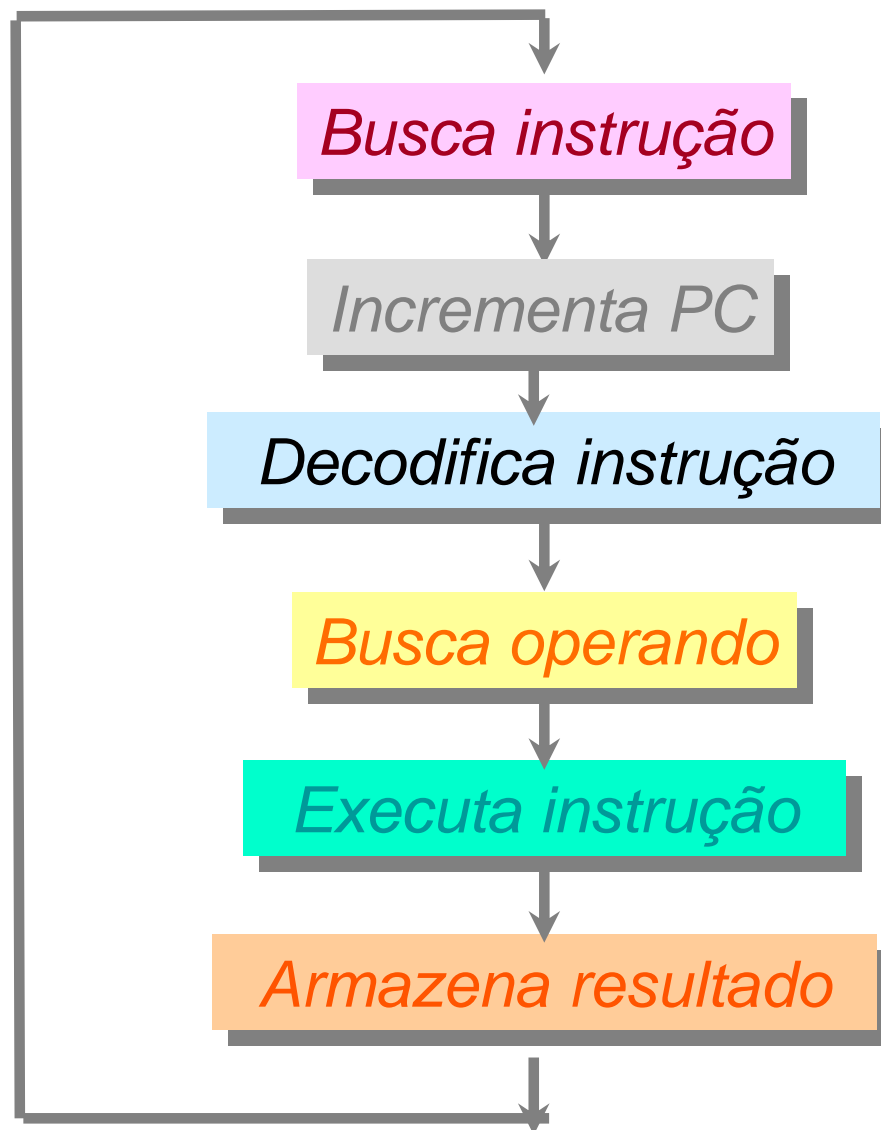 Busca instrução
Incrementa PC
Decodifica instrução
Busca operando
Executa instrução
Armazena resultado